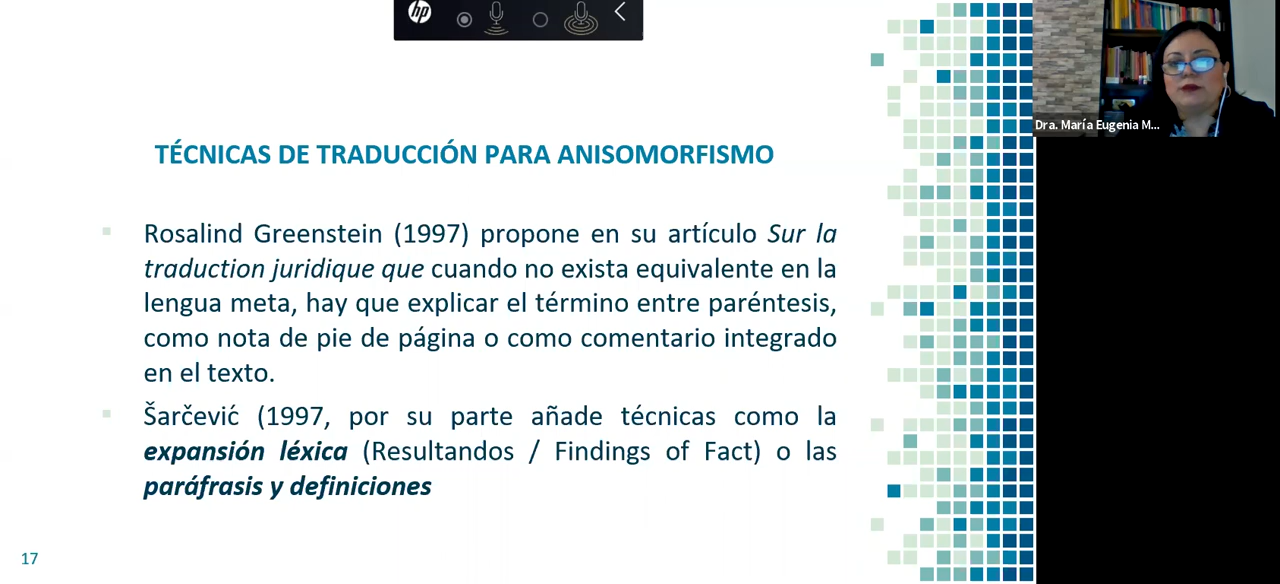 hp
Dra. María Eugenia M...
TÉCNICAS DE TRADUCCIÓN PARA ANISOMORFISMO
Rosalind Greenstein (1997) propone en su artículo Sur la
traduction juridique que cuando no exista equivalente en la
lengua meta, hay que explicar el término entre paréntesis,
como nota de pie de página o como comentario integrado
en el texto.
Šarčević (1997, por su parte añade técnicas como la
expansión léxica (Resultandos / Findings of Fact) o las
paráfrasis y definiciones
17